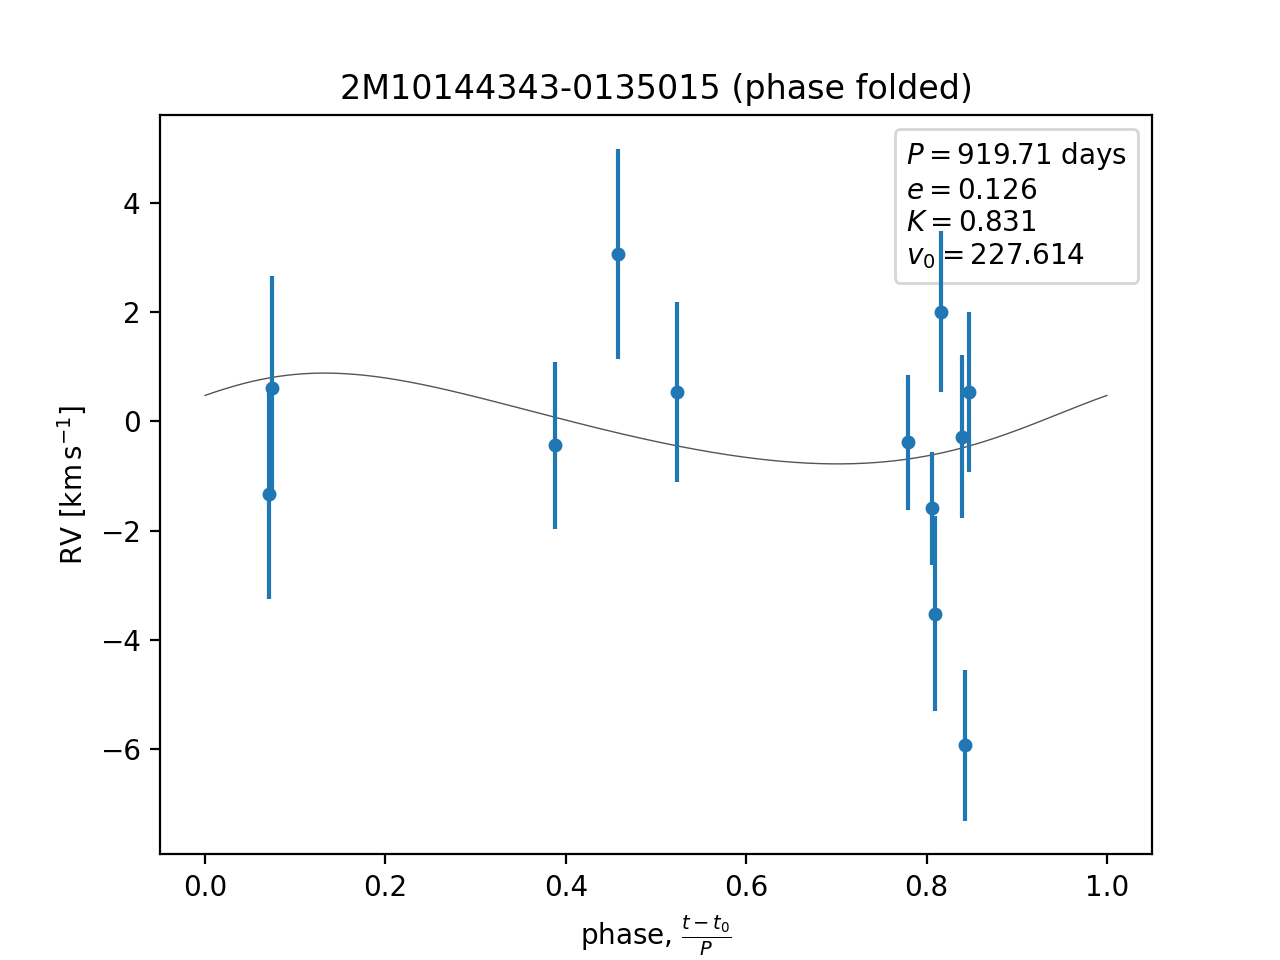 2M10144343-0135015 (phase folded)
P = 919.71 days
e = 0.126
K = 0.831
v₀ = 227.614
4
2
0
−2
−4
−6
RV [km s⁻¹]
0.0 0.2 0.4 0.6 0.8 1.0
phase, (t − t₀)/P